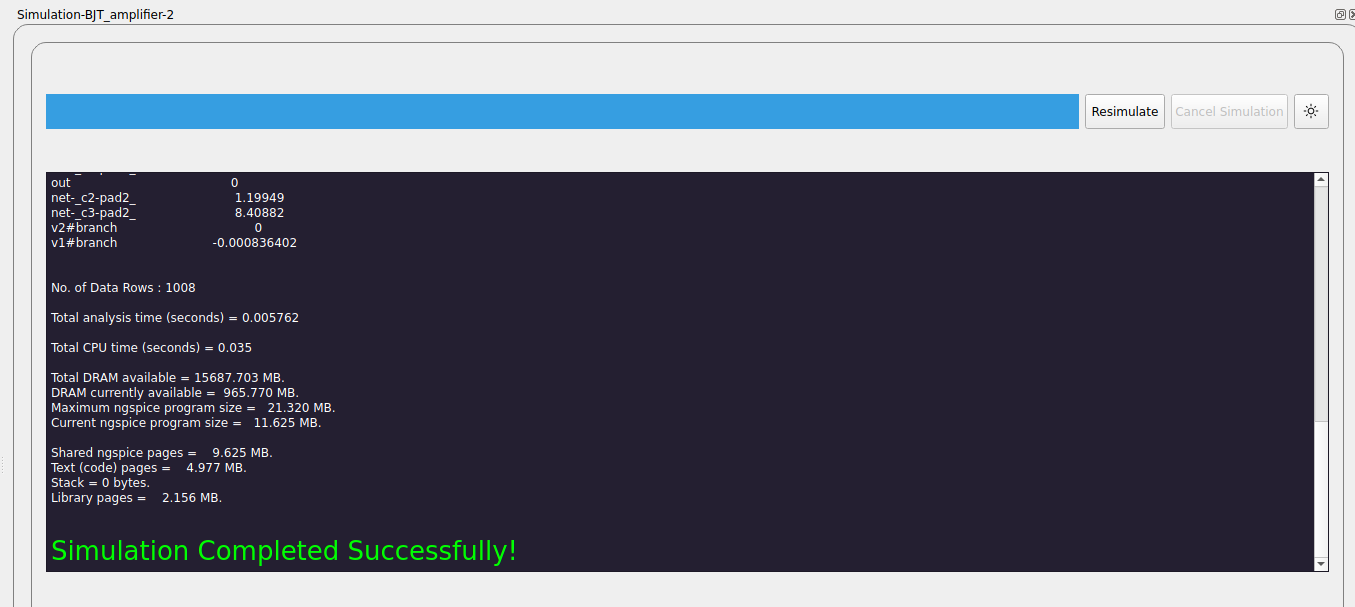 Simulation-BJT_amplifier-2
Resimulate
Cancel Simulation
out 0
net-_c2-pad2_ 1.19949
net-_c3-pad2_ 8.40882
v2#branch 0
v1#branch -0.000836402
No. of Data Rows : 1008
Total analysis time (seconds) = 0.005762
Total CPU time (seconds) = 0.035
Total DRAM available = 15687.703 MB.
DRAM currently available = 965.770 MB.
Maximum ngspice program size = 21.320 MB.
Current ngspice program size = 11.625 MB.
Shared ngspice pages = 9.625 MB.
Text (code) pages = 4.977 MB.
Stack = 0 bytes.
Library pages = 2.156 MB.
Simulation Completed Successfully!